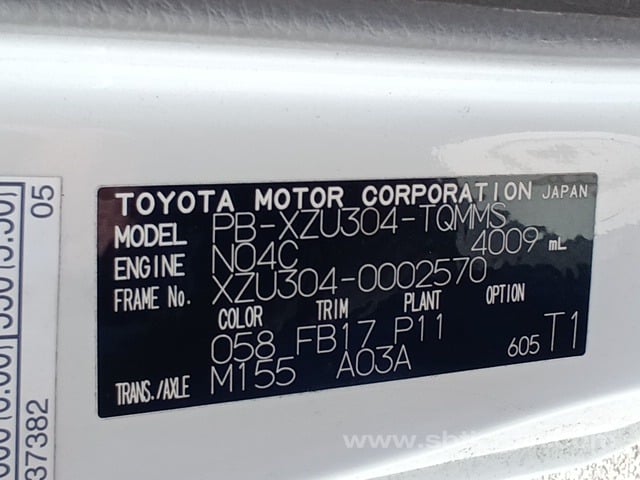 TOYOTA MOTOR CORPORATION JAPAN
MODEL PB-XZU304-TQMMS
ENGINE N04C 4009 mL
FRAME No. XZU304-0002570
COLOR TRIM PLANT OPTION
058 FB17 P11
TRANS./AXLE M155 A03A 605 T1
05
37382